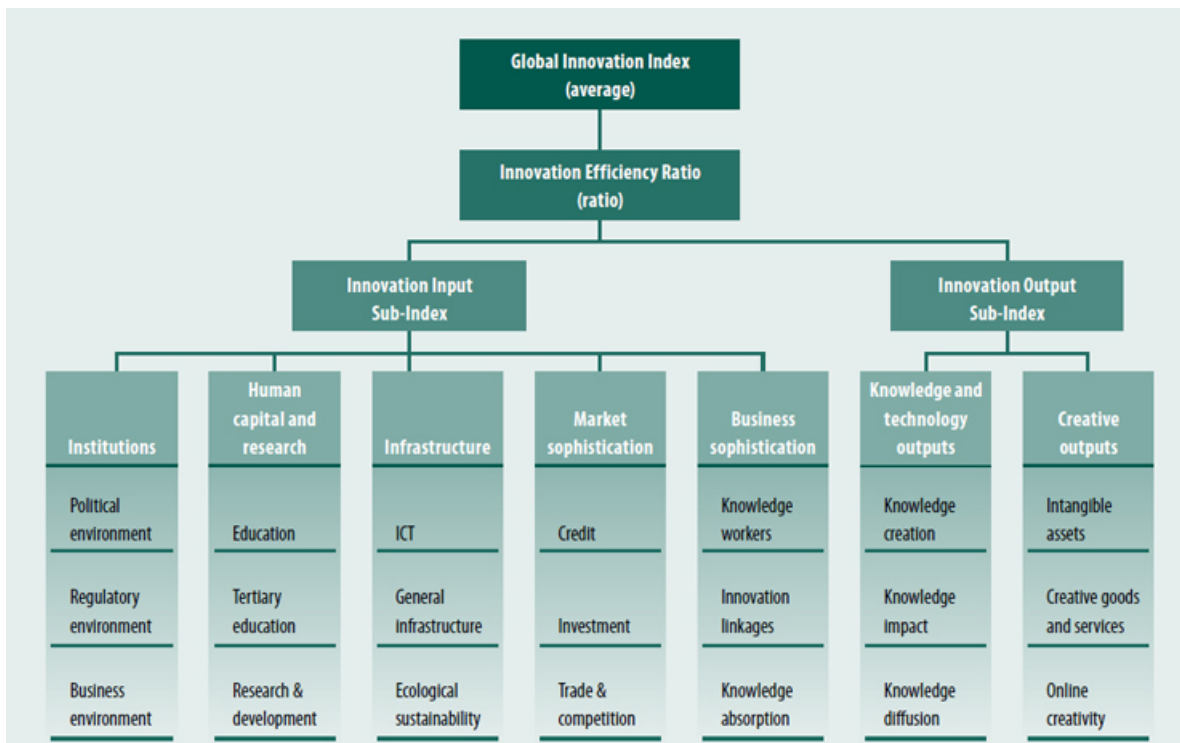 Global Innovation Index
(average)
Innovation Efficiency Ratio
(ratio)
Innovation Input
Sub-Index
Innovation Output
Sub-Index
Institutions
Human
capital and
research
Infrastructure
Market
sophistication
Business
sophistication
Knowledge and
technology
outputs
Creative
outputs
Political
environment
Education
ICT
Credit
Knowledge
workers
Knowledge
creation
Intangible
assets
Regulatory
environment
Tertiary
education
General
infrastructure
Investment
Innovation
linkages
Knowledge
impact
Creative goods
and services
Business
environment
Research &
development
Ecological
sustainability
Trade &
competition
Knowledge
absorption
Knowledge
diffusion
Online
creativity